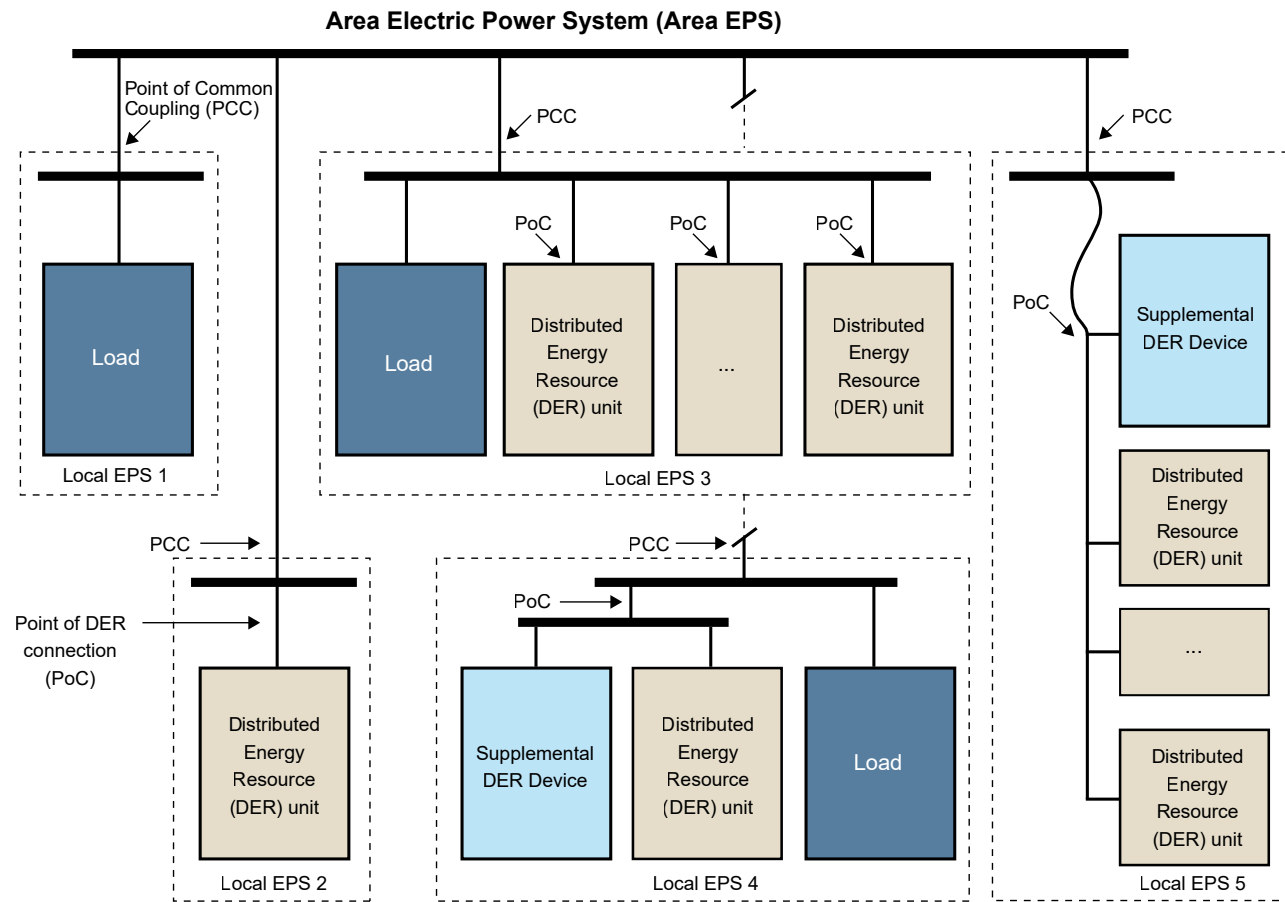 Area Electric Power System (Area EPS)
Point of Common
Coupling (PCC)
PCC
PCC
Load
Local EPS 1
PoC
PoC
PoC
Load
Distributed
Energy
Resource
(DER) unit
...
Distributed
Energy
Resource
(DER) unit
Local EPS 3
PoC
Supplemental
DER Device
Distributed
Energy
Resource
(DER) unit
...
Distributed
Energy
Resource
(DER) unit
Local EPS 5
PCC
Point of DER
connection
(PoC)
Distributed
Energy
Resource
(DER) unit
Local EPS 2
PCC
PoC
Supplemental
DER Device
Distributed
Energy
Resource
(DER) unit
Load
Local EPS 4